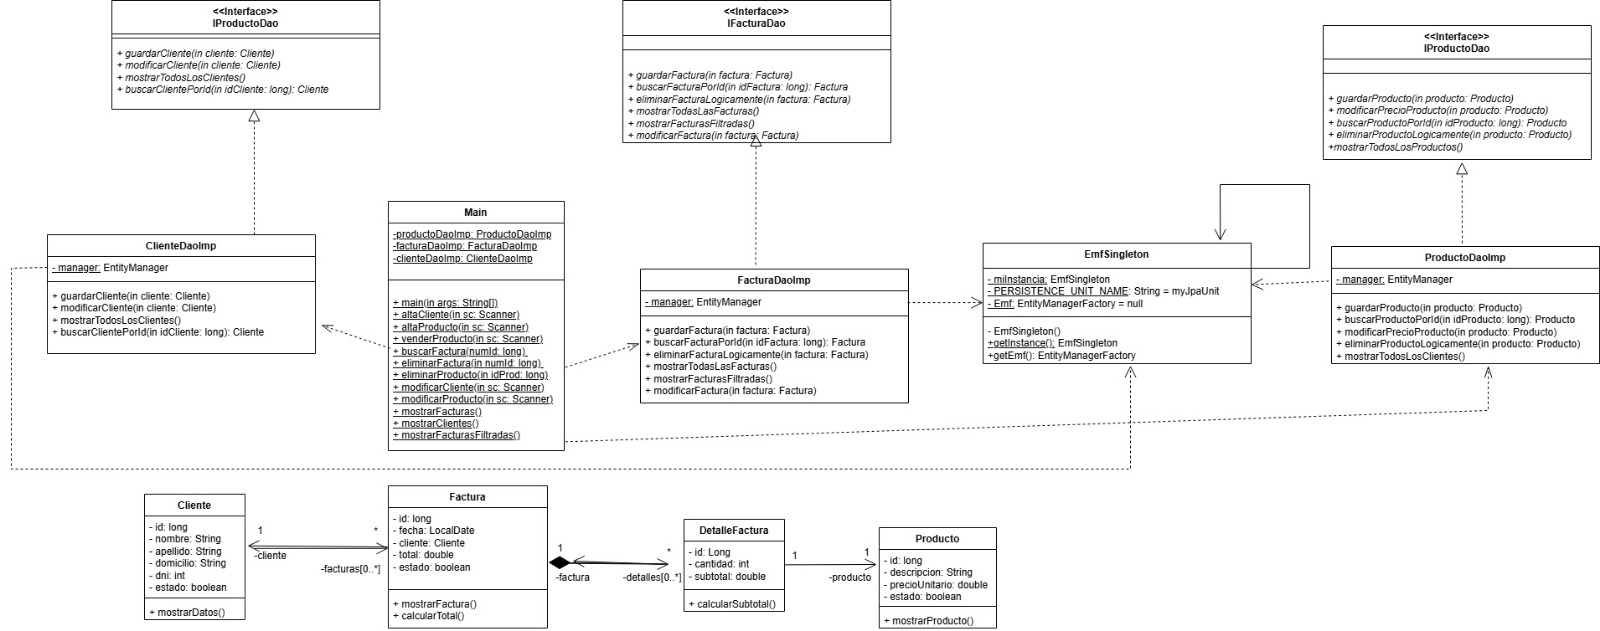 <<Interface>>
IProductoDao
+ guardarCliente(in cliente: Cliente)
+ modificarCliente(in cliente: Cliente)
+ mostrarTodosLosClientes()
+ buscarClientePorId(in idCliente: long): Cliente
<<Interface>>
IFacturaDao
+ guardarFactura(in factura: Factura)
+ buscarFacturaPorId(in idFactura: long): Factura
+ eliminarFacturaLogicamente(in factura: Factura)
+ mostrarTodasLasFacturas()
+ mostrarFacturasFiltradas()
+ modificarFactura(in factura: Factura)
<<Interface>>
IProductoDao
+ guardarProducto(in producto: Producto)
+ modificarPrecioProducto(in producto: Producto)
+ buscarProductoPorId(in idProducto: long): Producto
+ eliminarProductoLogicamente(in producto: Producto)
+mostrarTodosLosProductos()
ClienteDaoImp
- manager: EntityManager
+ guardarCliente(in cliente: Cliente)
+ modificarCliente(in cliente: Cliente)
+ mostrarTodosLosClientes()
+ buscarClientePorId(in idCliente: long): Cliente
Main
-productoDaoImp: ProductoDaoImp
-facturaDaoImp: FacturaDaoImp
-clienteDaoImp: ClienteDaoImp
+ main(in args: String[])
+ altaCliente(in sc: Scanner)
+ altaProducto(in sc: Scanner)
+ venderProducto(in sc: Scanner)
+ buscarFactura(numId: long)
+ eliminarFactura(in numId: long)
+ eliminarProducto(in idProd: long)
+ modificarCliente(in sc: Scanner)
+ modificarProducto(in sc: Scanner)
+ mostrarFacturas()
+ mostrarClientes()
+ mostrarFacturasFiltradas()
FacturaDaoImp
- manager: EntityManager
+ guardarFactura(in factura: Factura)
+ buscarFacturaPorId(in idFactura: long): Factura
+ eliminarFacturaLogicamente(in factura: Factura)
+ mostrarTodasLasFacturas()
+ mostrarFacturasFiltradas()
+ modificarFactura(in factura: Factura)
EmfSingleton
- miInstancia: EmfSingleton
- PERSISTENCE_UNIT_NAME: String = myJpaUnit
- Emf: EntityManagerFactory = null
- EmfSingleton()
+getInstance(): EmfSingleton
+getEmf(): EntityManagerFactory
ProductoDaoImp
- manager: EntityManager
+ guardarProducto(in producto: Producto)
+ buscarProductoPorId(in idProducto: long): Producto
+ modificarPrecioProducto(in producto: Producto)
+ eliminarProductoLogicamente(in producto: Producto)
+ mostrarTodosLosClientes()
Cliente
- id: long
- nombre: String
- apellido: String
- domicilio: String
- dni: int
- estado: boolean
+ mostrarDatos()
1
-cliente
*
-facturas[0..*]
Factura
- id: long
- fecha: LocalDate
- cliente: Cliente
- total: double
- estado: boolean
+ mostrarFactura()
+ calcularTotal()
1
-factura
*
-detalles[0..*]
DetalleFactura
- id: Long
- cantidad: int
- subtotal: double
+ calcularSubtotal()
1
1
-producto
Producto
- id: long
- descripcion: String
- precioUnitario: double
- estado: boolean
+ mostrarProducto()